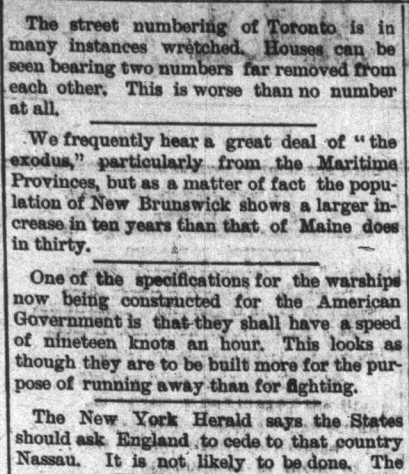 The street numbering of Toronto is in
many instances wretched. Houses can be
seen bearing two numbers far removed from
each other. This is worse than no number
at all.
We frequently hear a great deal of "the
exodus," particularly from the Maritime
Provinces, but as a matter of fact the popu-
lation of New Brunswick shows a larger in-
crease in ten years than that of Maine does
in thirty.
One of the specifications for the warships
now being constructed for the American
Government is that they shall have a speed
of nineteen knots an hour. This looks as
though they are to be built more for the pur-
pose of running away than for fighting.
The New York Herald says the States
should ask England to cede to that country
Nassau. It is not likely to be done. The